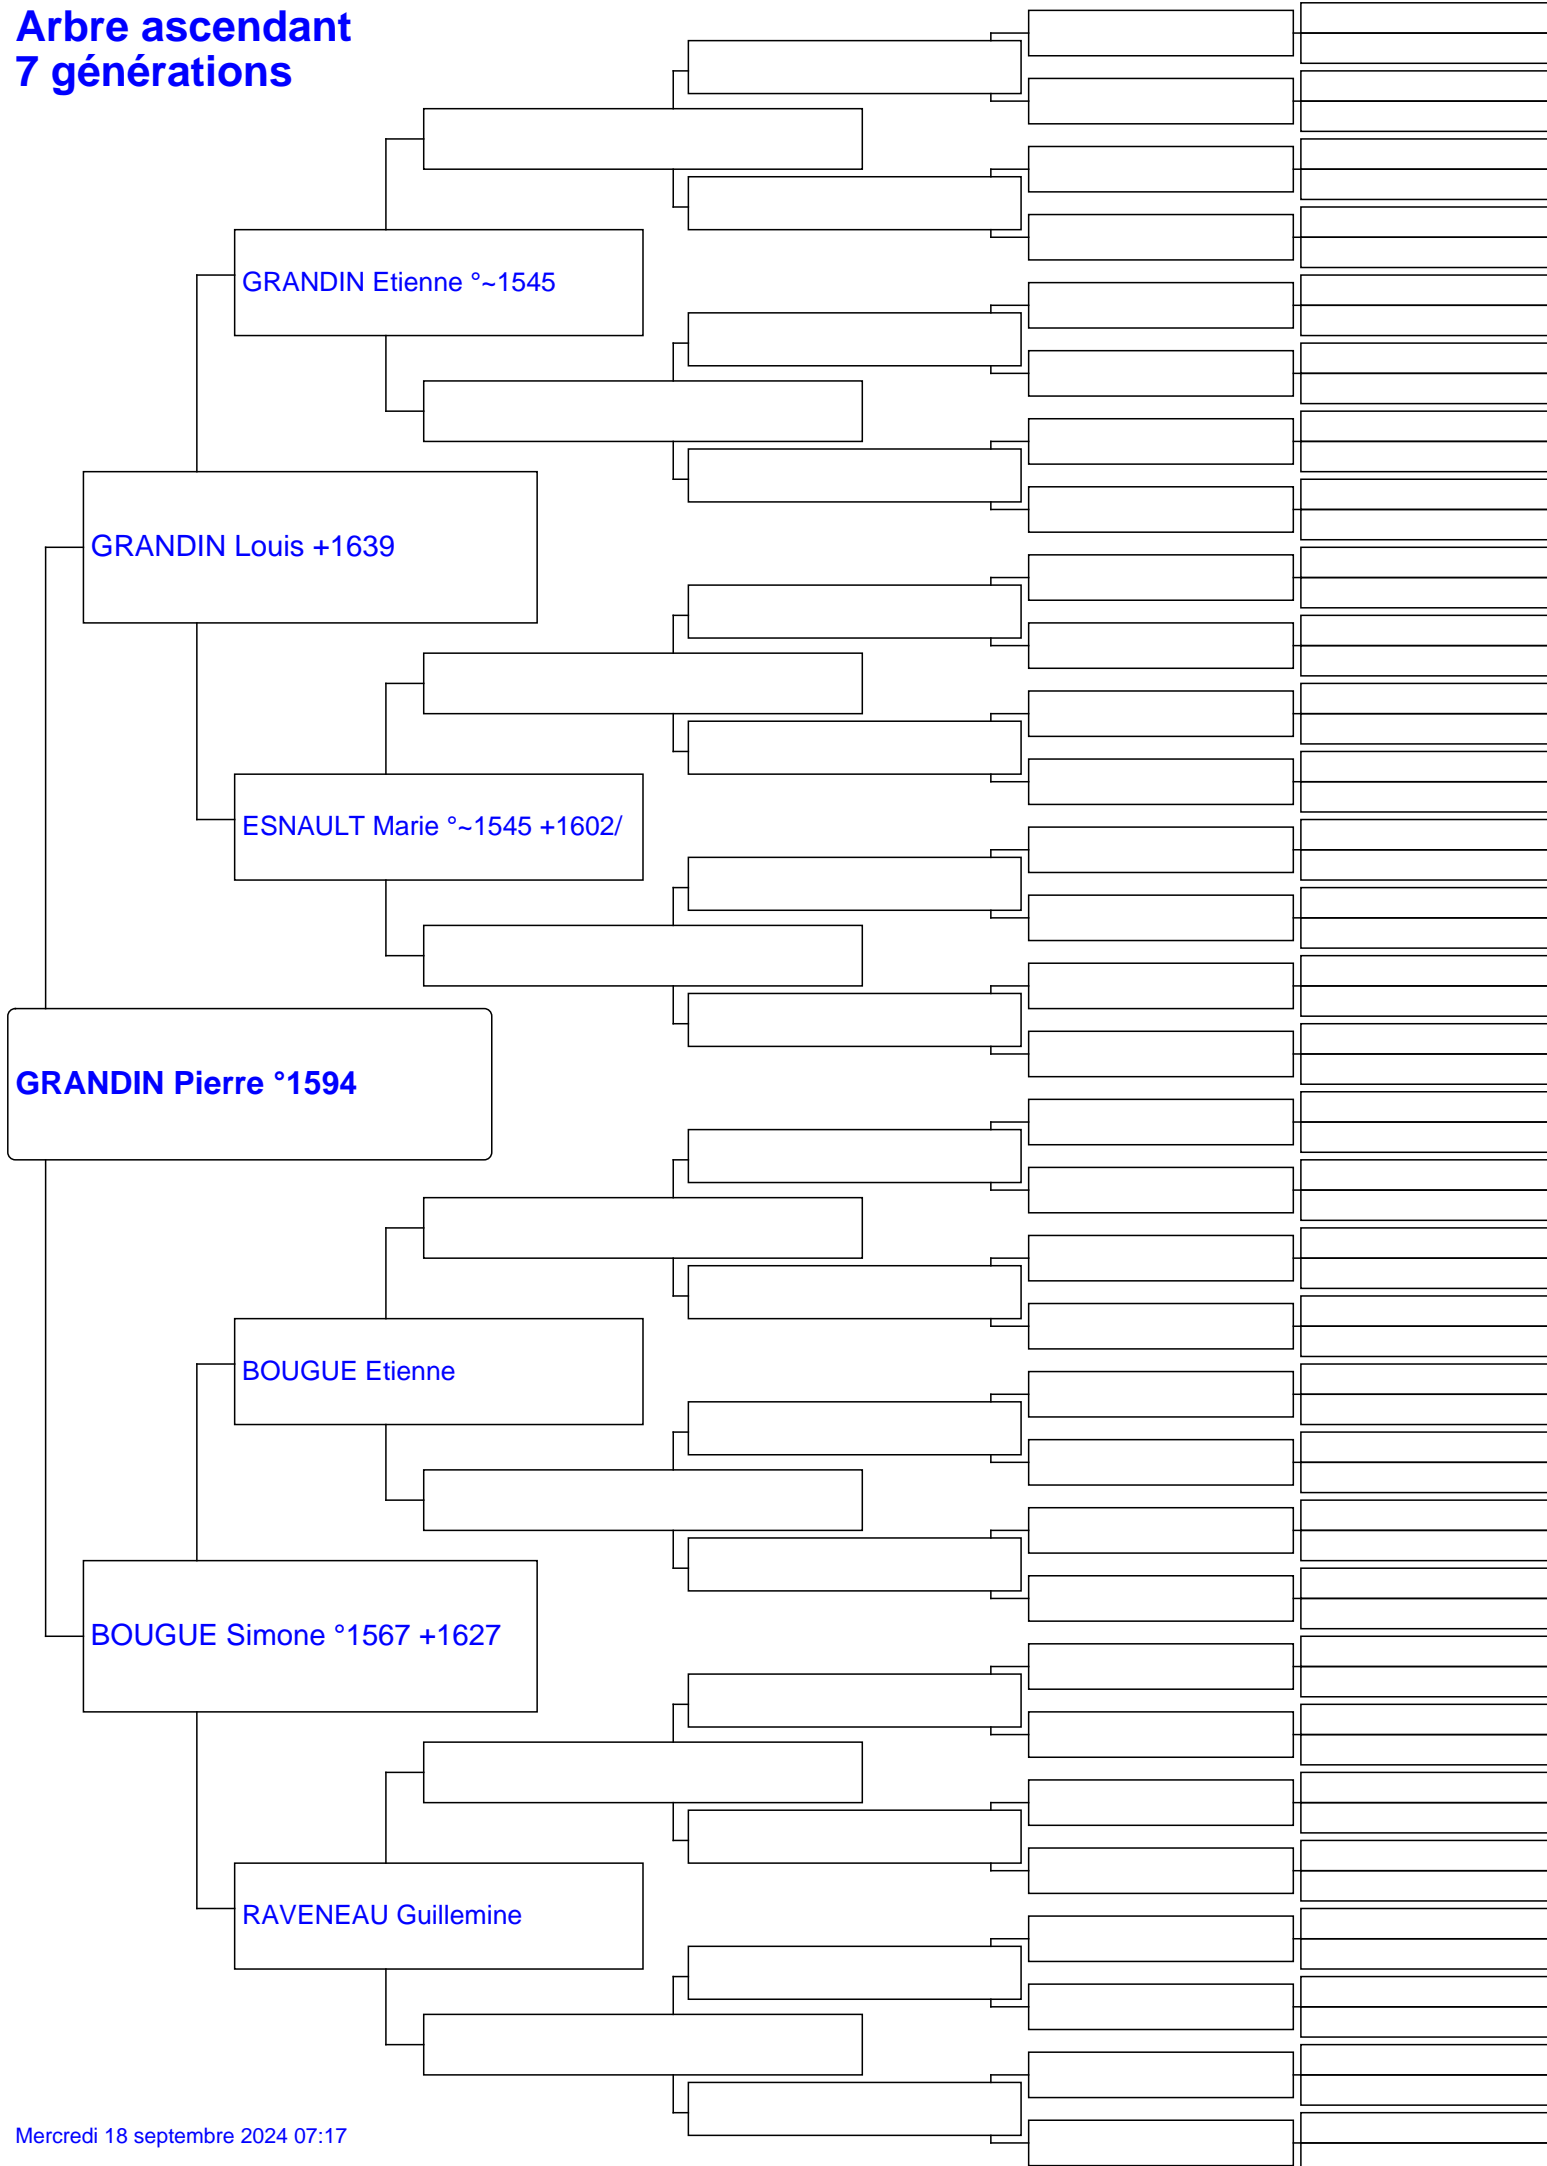 Arbre ascendant
7 générations
GRANDIN Etienne °~1545
GRANDIN Louis +1639
ESNAULT Marie °~1545 +1602/
GRANDIN Pierre °1594
BOUGUE Etienne
BOUGUE Simone °1567 +1627
RAVENEAU Guillemine
Mercredi 18 septembre 2024 07:17